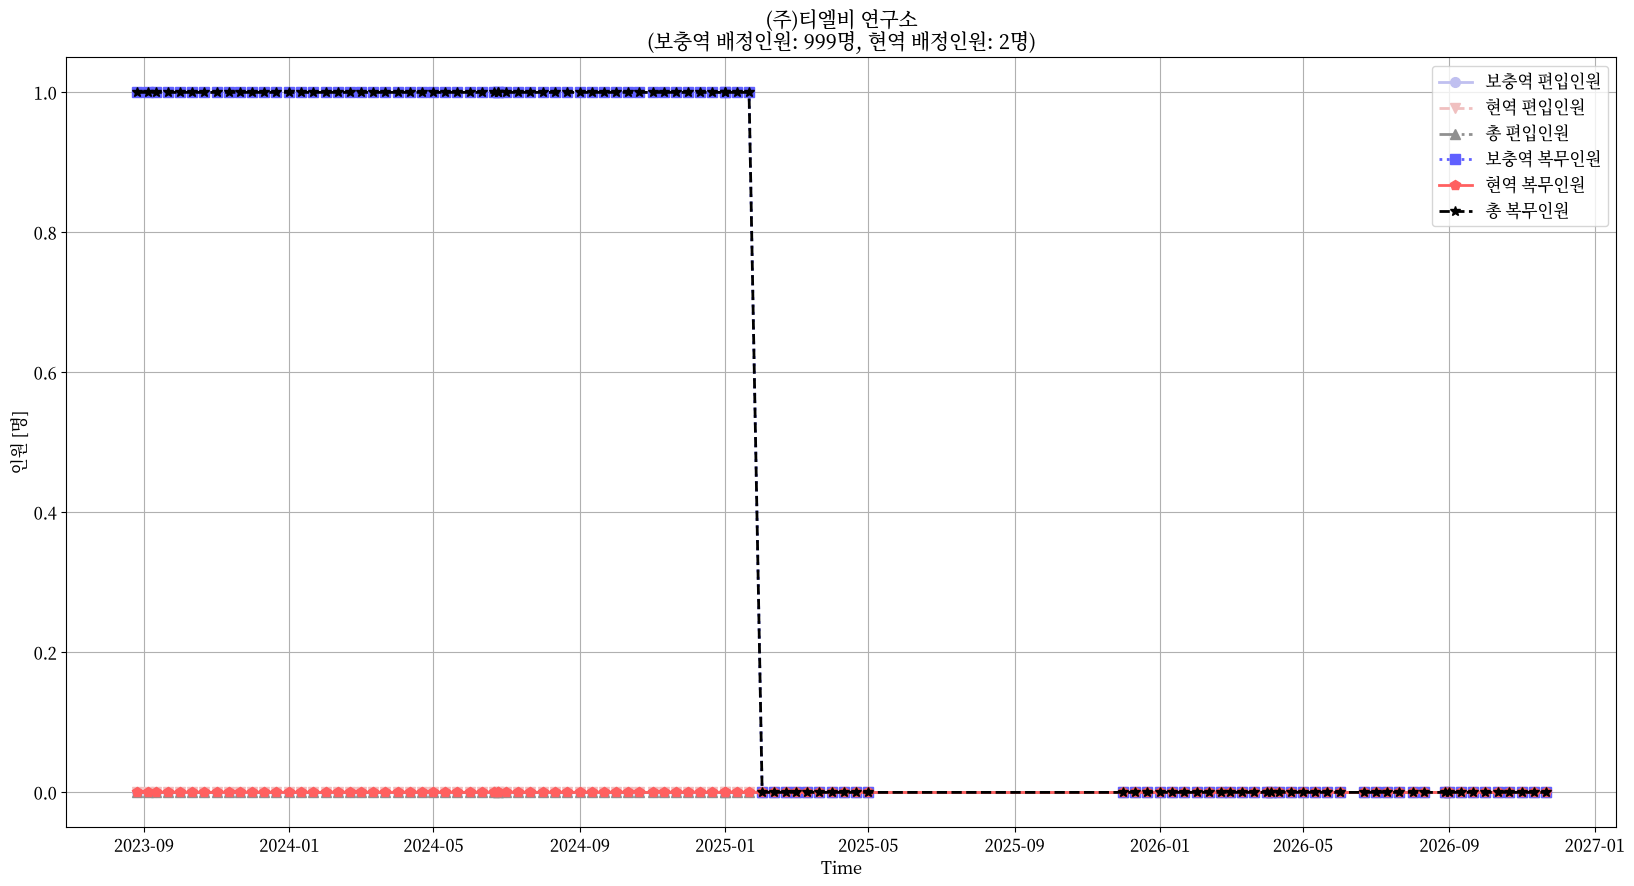 (주)티엘비 연구소
(보충역 배정인원: 999명, 현역 배정인원: 2명)
보충역 편입인원
현역 편입인원
총 편입인원
보충역 복무인원
현역 복무인원
총 복무인원
인원 [명]
1.0
0.8
0.6
0.4
0.2
0.0
2023-09 2024-01 2024-05 2024-09 2025-01 2025-05 2025-09 2026-01 2026-05 2026-09 2027-01
Time